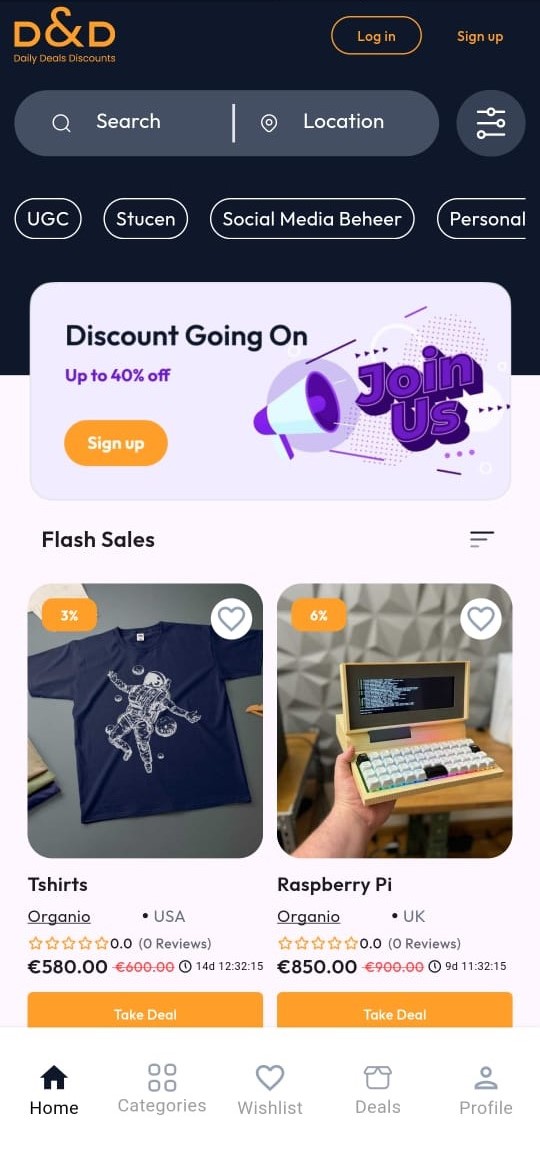 D&D
Daily Deals Discounts
Log in
Sign up
Search
Location
UGC
Stucen
Social Media Beheer
Personal
Discount Going On
Up to 40% off
Sign up
Join
Us
Flash Sales
3%
6%
Tshirts
Raspberry Pi
Organio • USA
Organio • UK
0.0 (0 Reviews)
0.0 (0 Reviews)
€580.00 €600.00 14d 12:32:15
€850.00 €900.00 9d 11:32:15
Take Deal
Take Deal
Home
Categories
Wishlist
Deals
Profile